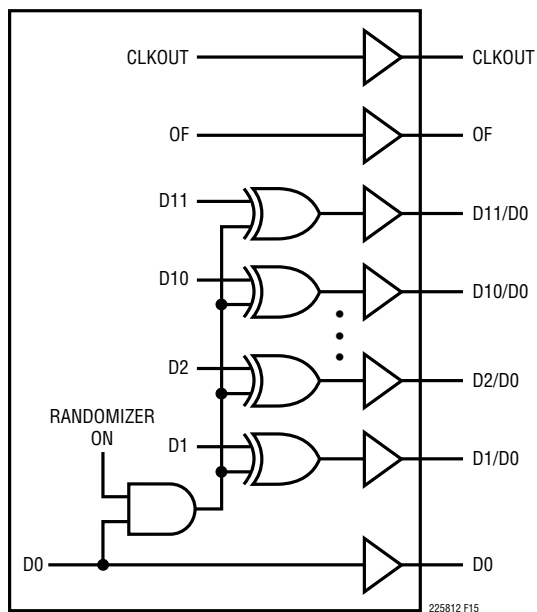 CLKOUT CLKOUT
OF OF
D11 D11/D0
D10 D10/D0
D2 D2/D0
RANDOMIZER
ON
D1 D1/D0
D0 D0
225812 F15